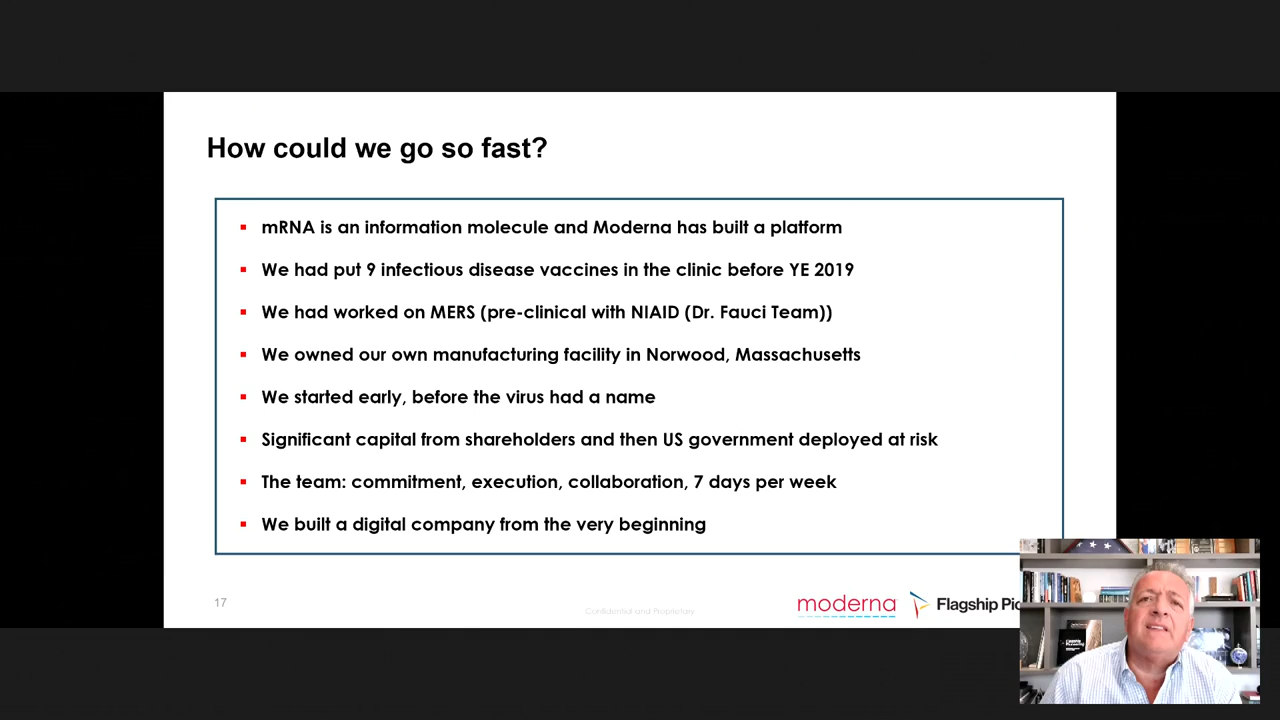 How could we go so fast?
mRNA is an information molecule and Moderna has built a platform
We had put 9 infectious disease vaccines in the clinic before YE 2019
We had worked on MERS (pre-clinical with NIAID (Dr. Fauci Team))
We owned our own manufacturing facility in Norwood, Massachusetts
We started early, before the virus had a name
Significant capital from shareholders and then US government deployed at risk
The team: commitment, execution, collaboration, 7 days per week
We built a digital company from the very beginning
17
Confidential and Proprietary
moderna
Flagship